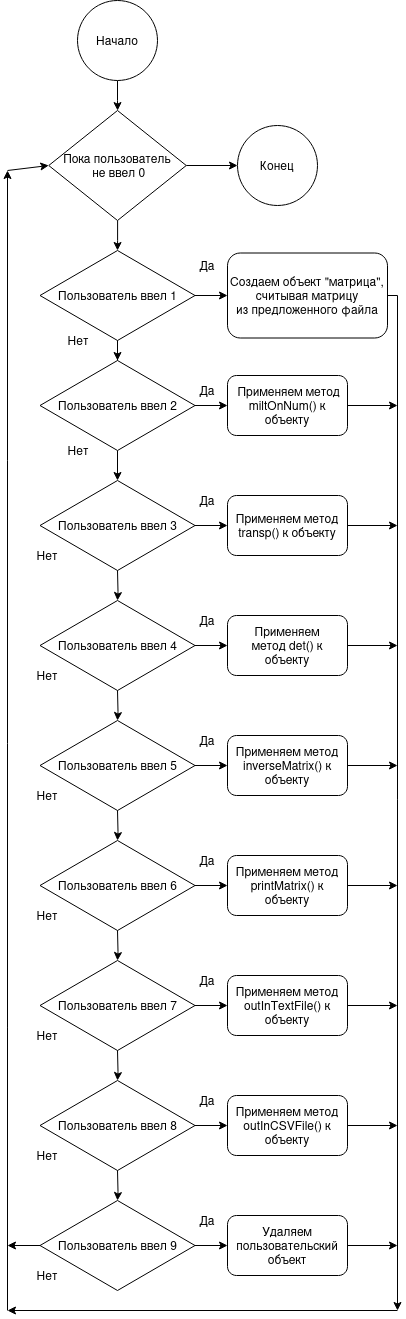 Начало
Пока пользователь
не ввел 0
Конец
Пользователь ввел 1
Да
Создаем объект "матрица",
считывая матрицу
из предложенного файла
Нет
Пользователь ввел 2
Да
Применяем метод
miltOnNum() к
объекту
Нет
Пользователь ввел 3
Да
Применяем метод
transp() к объекту
Нет
Пользователь ввел 4
Да
Применяем
метод det() к
объекту
Нет
Пользователь ввел 5
Да
Применяем метод
inverseMatrix() к
объекту
Нет
Пользователь ввел 6
Да
Применяем метод
printMatrix() к
объекту
Нет
Пользователь ввел 7
Да
Применяем метод
outInTextFile() к
объекту
Нет
Пользователь ввел 8
Да
Применяем метод
outInCSVFile() к
объекту
Нет
Пользователь ввел 9
Да
Удаляем
пользовательский
объект
Нет